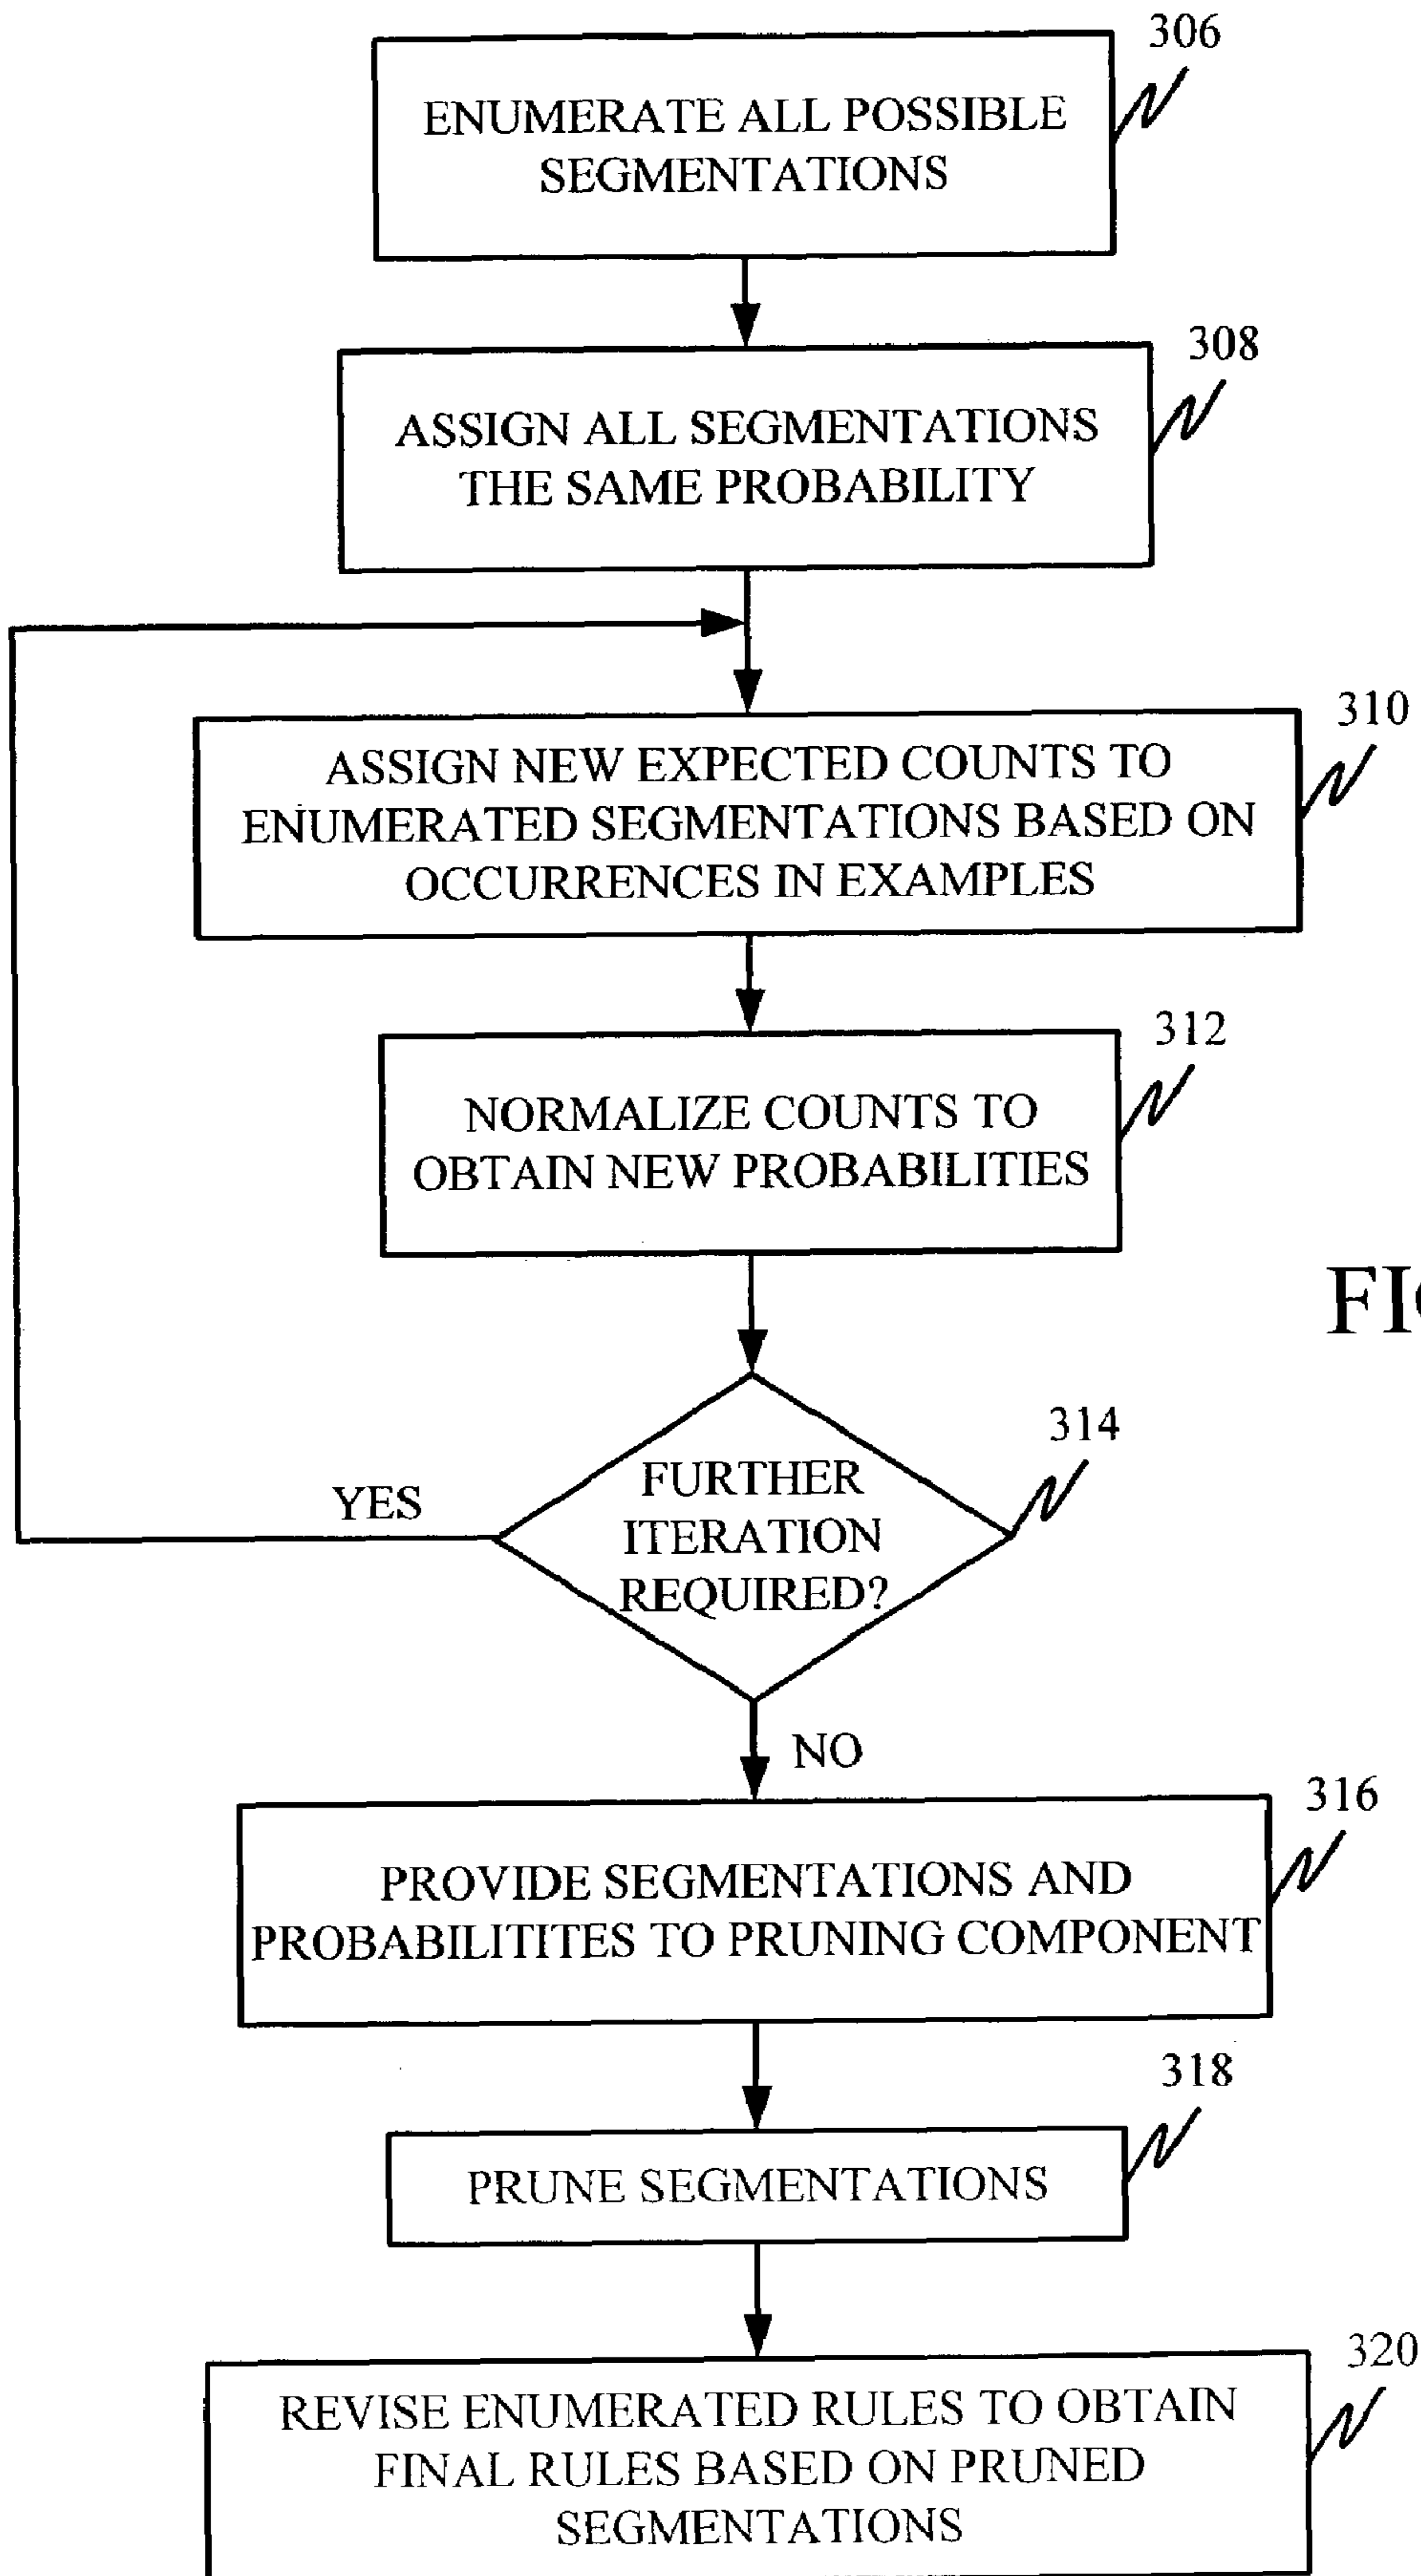 306
ENUMERATE ALL POSSIBLE
SEGMENTATIONS
308
ASSIGN ALL SEGMENTATIONS
THE SAME PROBABILITY
310
ASSIGN NEW EXPECTED COUNTS TO
ENUMERATED SEGMENTATIONS BASED ON
OCCURRENCES IN EXAMPLES
312
NORMALIZE COUNTS TO
OBTAIN NEW PROBABILITIES
314
FURTHER
ITERATION
REQUIRED?
YES
NO
316
PROVIDE SEGMENTATIONS AND
PROBABILITITES TO PRUNING COMPONENT
318
PRUNE SEGMENTATIONS
320
REVISE ENUMERATED RULES TO OBTAIN
FINAL RULES BASED ON PRUNED
SEGMENTATIONS